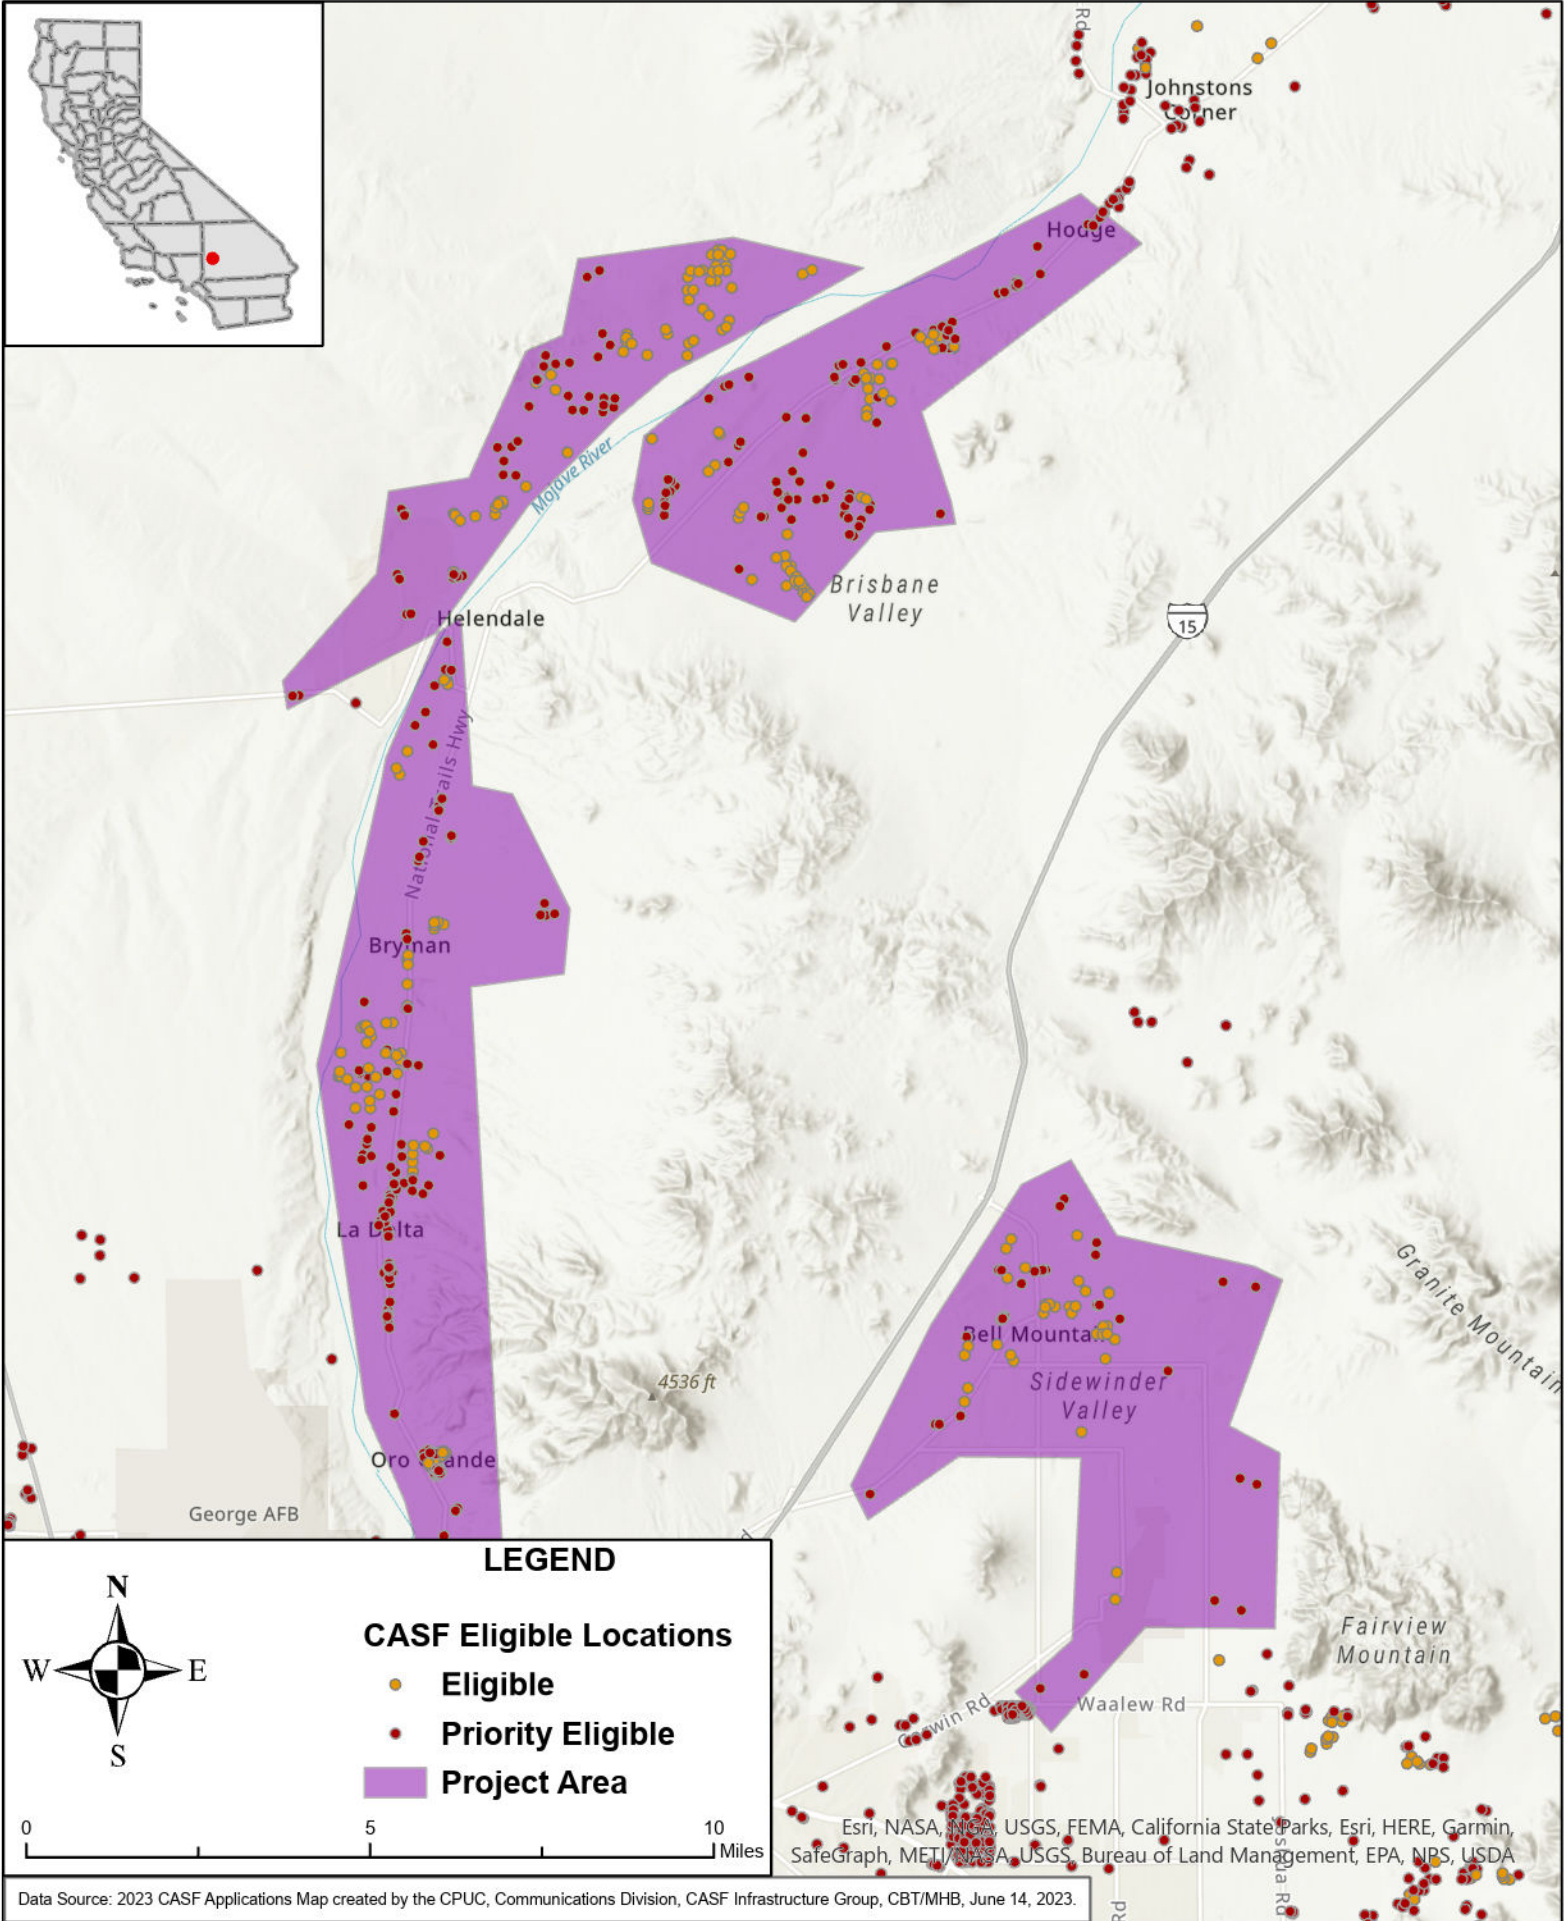 Rd
Johnstons
Corner
Hodge
Mojave River
Brisbane
Valley
Helendale
15
National Trails Hwy
Bryman
La Delta
Granite Mountain
Bell Mountain
4536 ft
Sidewinder
Valley
Oro Grande
George AFB
Fairview
Mountain
Waalew Rd
Corwin Rd
LEGEND
N
W
E
S
CASF Eligible Locations
Eligible
Priority Eligible
Project Area
0
5
10
Miles
Esri, NASA, NGA, USGS, FEMA, California State Parks, Esri, HERE, Garmin,
SafeGraph, METI/NASA, USGS, Bureau of Land Management, EPA, NPS, USDA
Rd
Data Source: 2023 CASF Applications Map created by the CPUC, Communications Division, CASF Infrastructure Group, CBT/MHB, June 14, 2023.